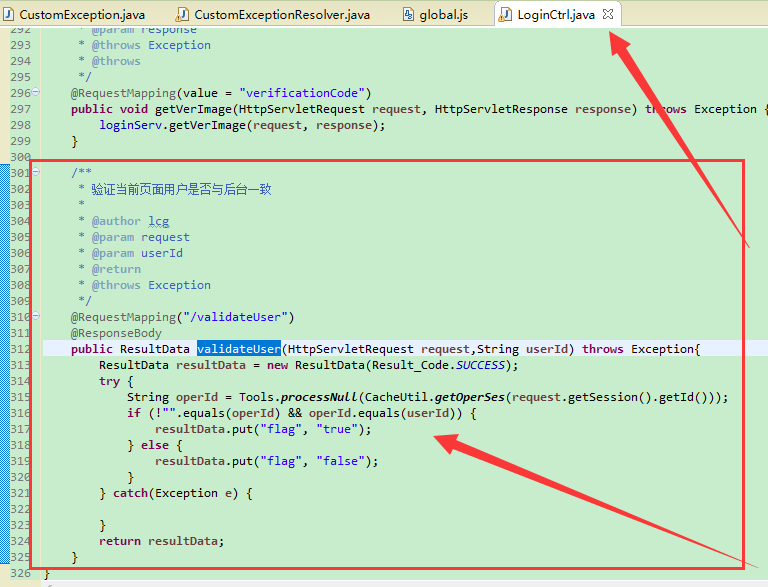 CustomException.java CustomExceptionResolver.java global.js LoginCtrl.java
292 * @param response
293 * @throws Exception
294 * @throws
295 */
296 @RequestMapping(value = "verificationCode")
297 public void getVerImage(HttpServletRequest request, HttpServletResponse response) throws Exception {
298 loginServ.getVerImage(request, response);
299 }
300
301 /**
302 * 验证当前页面用户是否与后台一致
303 *
304 * @author lcg
305 * @param request
306 * @param userId
307 * @return
308 * @throws Exception
309 */
310 @RequestMapping("/validateUser")
311 @ResponseBody
312 public ResultData validateUser(HttpServletRequest request,String userId) throws Exception{
313 ResultData resultData = new ResultData(Result_Code.SUCCESS);
314 try {
315 String operId = Tools.processNull(CacheUtil.getOperSes(request.getSession().getId()));
316 if (!"".equals(operId) && operId.equals(userId)) {
317 resultData.put("flag", "true");
318 } else {
319 resultData.put("flag", "false");
320 }
321 } catch(Exception e) {
322
323 }
324 return resultData;
325 }
326 }